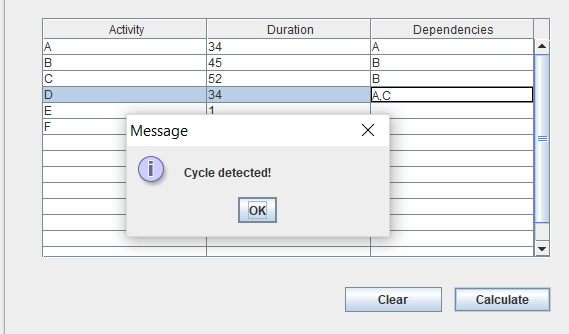 Activity Duration Dependencies
A 34 A
B 45 B
C 52 B
D 34 A,C
E 1
F
Message
Cycle detected!
OK
Clear Calculate